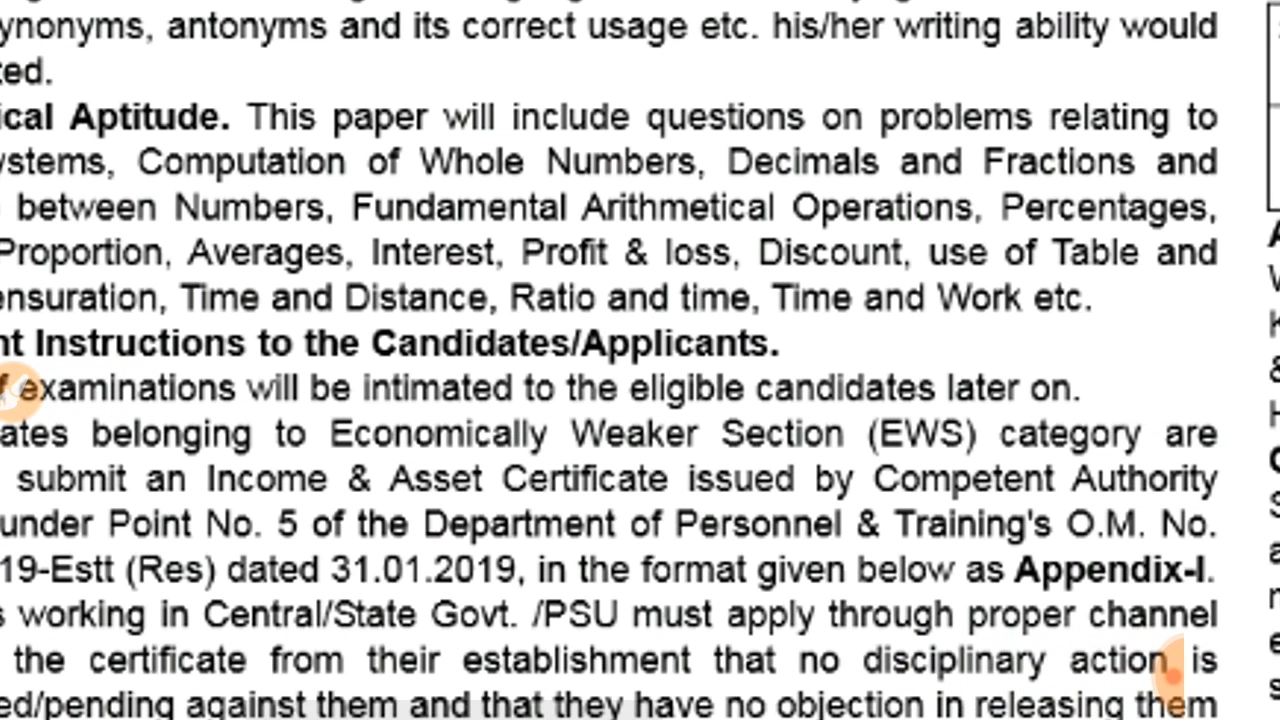 ynonyms, antonyms and its correct usage etc. his/her writing ability would
ted.
ical Aptitude. This paper will include questions on problems relating to
ystems, Computation of Whole Numbers, Decimals and Fractions and
between Numbers, Fundamental Arithmetical Operations, Percentages,
Proportion, Averages, Interest, Profit & loss, Discount, use of Table and
ensuration, Time and Distance, Ratio and time, Time and Work etc.
nt Instructions to the Candidates/Applicants.
f examinations will be intimated to the eligible candidates later on.
ates belonging to Economically Weaker Section (EWS) category are
submit an Income & Asset Certificate issued by Competent Authority
under Point No. 5 of the Department of Personnel & Training's O.M. No.
19-Estt (Res) dated 31.01.2019, in the format given below as Appendix-I.
s working in Central/State Govt. /PSU must apply through proper channel
the certificate from their establishment that no disciplinary action is
ed/pending against them and that they have no objection in releasing them